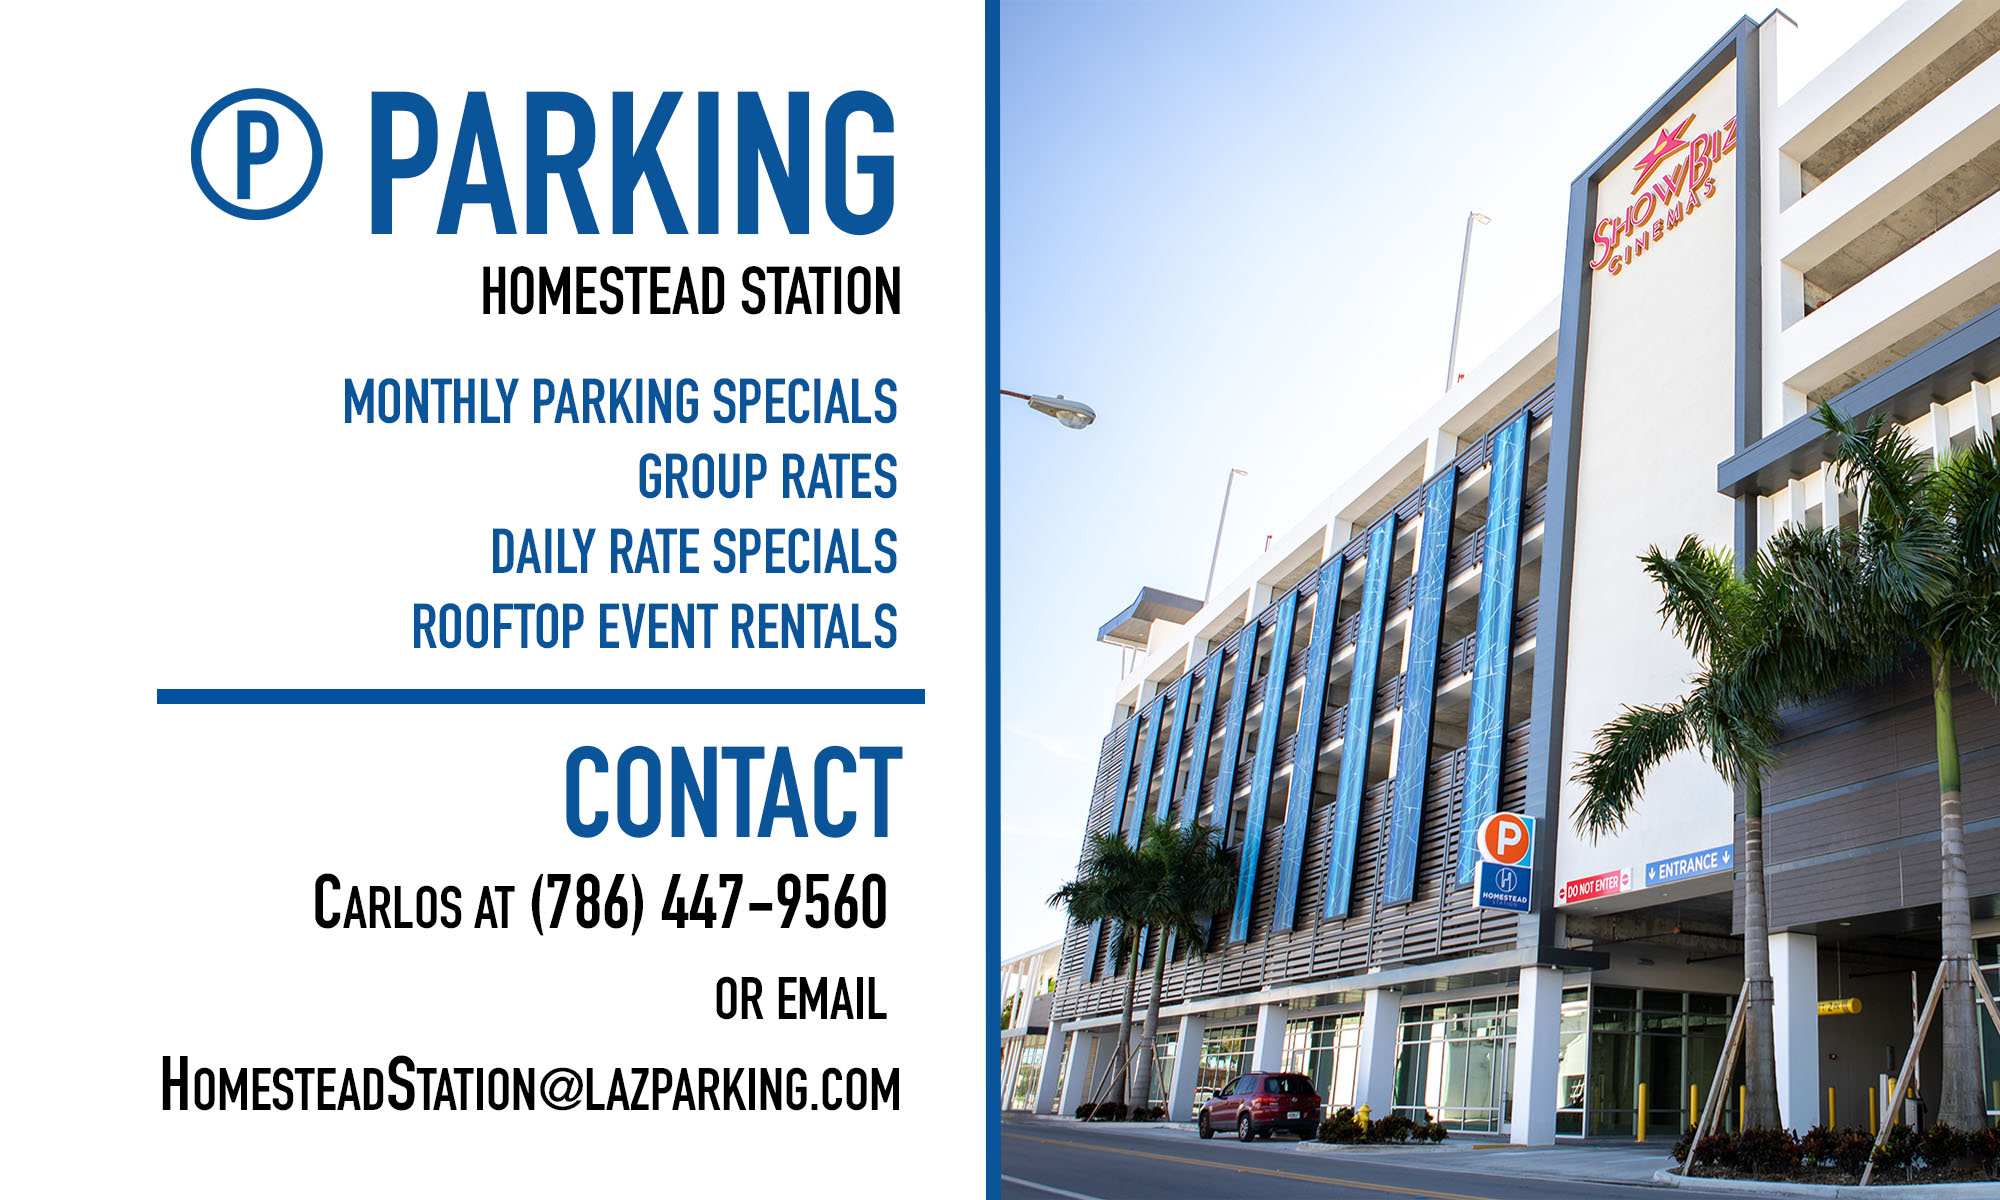 P PARKING
HOMESTEAD STATION
MONTHLY PARKING SPECIALS
GROUP RATES
DAILY RATE SPECIALS
ROOFTOP EVENT RENTALS
CONTACT
CARLOS AT (786) 447-9560
OR EMAIL
HOMESTEADSTATION@LAZPARKING.COM
SHOWBIZ
CINEMAS
P
H
HOMESTEAD
STATION
DO NOT ENTER
ENTRANCE